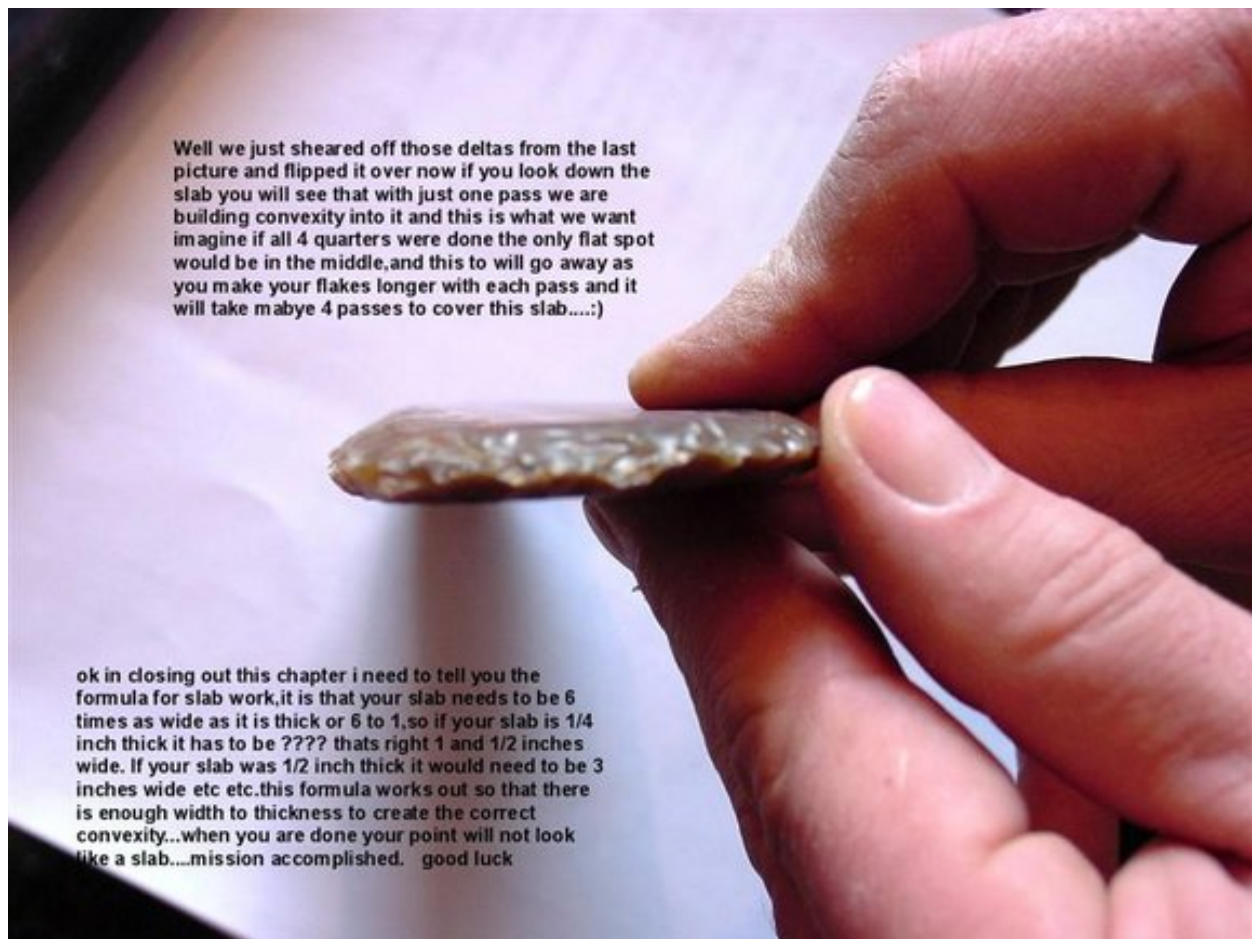 Well we just sheared off those deltas from the last
picture and flipped it over now if you look down the
slab you will see that with just one pass we are
building convexity into it and this is what we want
imagine if all 4 quarters were done the only flat spot
would be in the middle,and this to will go away as
you make your flakes longer with each pass and it
will take mabye 4 passes to cover this slab....:)
ok in closing out this chapter i need to tell you the
formula for slab work,it is that your slab needs to be 6
times as wide as it is thick or 6 to 1,so if your slab is 1/4
inch thick it has to be ???? thats right 1 and 1/2 inches
wide. If your slab was 1/2 inch thick it would need to be 3
inches wide etc etc.this formula works out so that there
is enough width to thickness to create the correct
convexity...when you are done your point will not look
like a slab....mission accomplished.   good luck